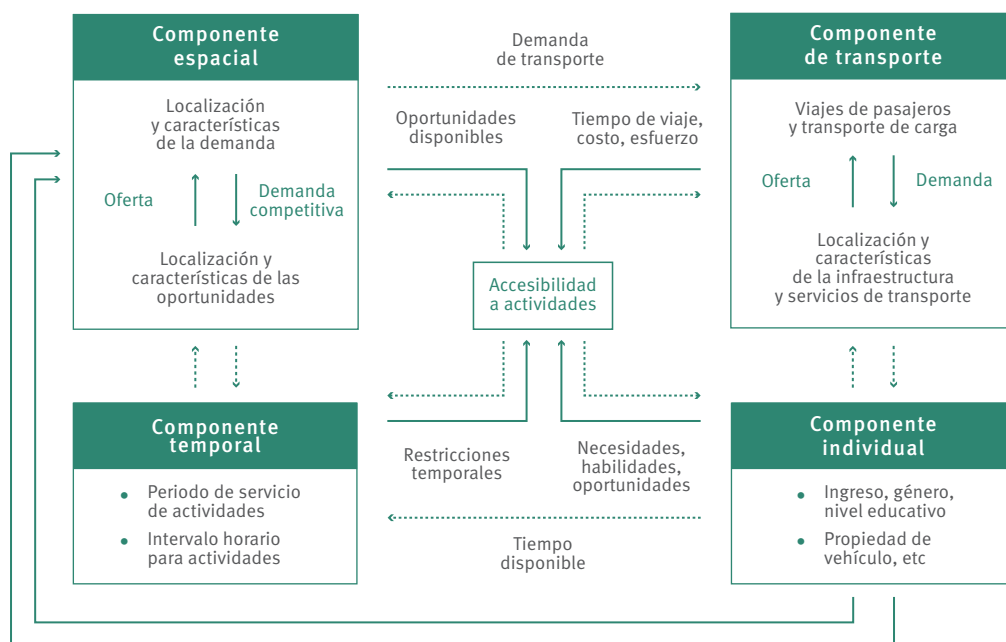 Componente
espacial
Localización
y características
de la demanda
Oferta
Demanda
competitiva
Localización y
características de las
oportunidades
Demanda
de transporte
Oportunidades
disponibles
Tiempo de viaje,
costo, esfuerzo
Componente
de transporte
Viajes de pasajeros
y transporte de carga
Oferta
Demanda
Localización y
características
de la infraestructura
y servicios de transporte
Accesibilidad
a actividades
Componente
temporal
• Periodo de servicio
de actividades
• Intervalo horario
para actividades
Restricciones
temporales
Necesidades,
habilidades,
oportunidades
Tiempo
disponible
Componente
individual
• Ingreso, género,
nivel educativo
• Propiedad de
vehículo, etc